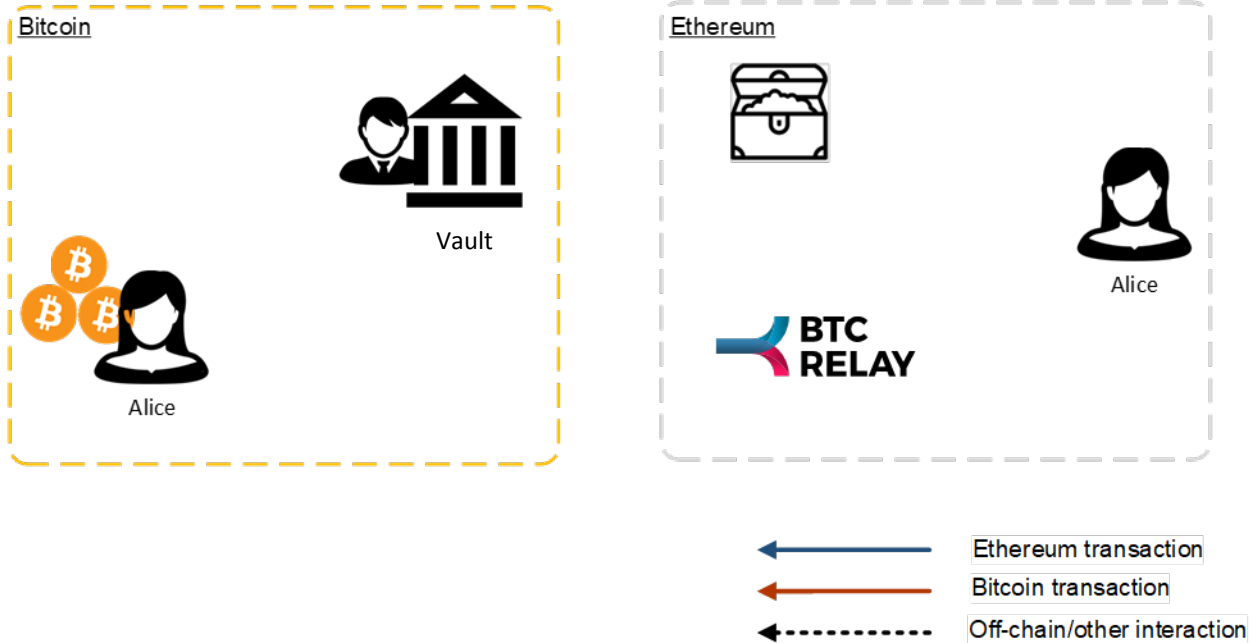 Bitcoin
Vault
Alice
Ethereum
Alice
BTC
RELAY
Ethereum transaction
Bitcoin transaction
Off-chain/other interaction